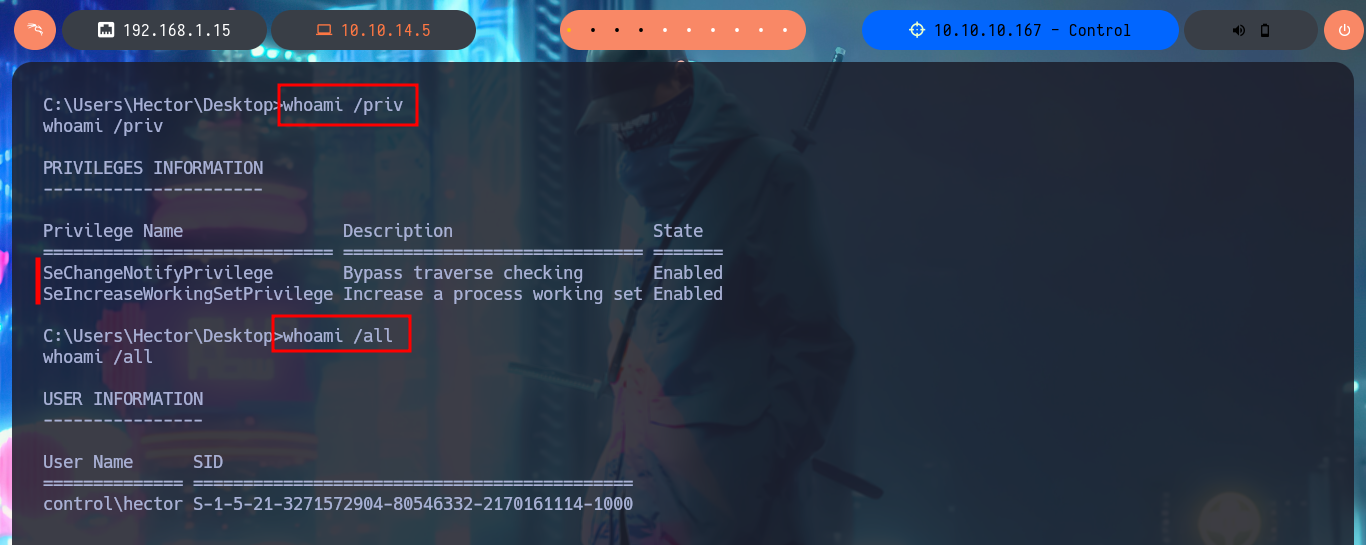 192.168.1.15
10.10.14.5
10.10.10.167 - Control
C:\Users\Hector\Desktop>whoami /priv
whoami /priv
PRIVILEGES INFORMATION
----------------------
Privilege Name                Description                    State
============================= ============================== =======
SeChangeNotifyPrivilege       Bypass traverse checking       Enabled
SeIncreaseWorkingSetPrivilege Increase a process working set Enabled
C:\Users\Hector\Desktop>whoami /all
whoami /all
USER INFORMATION
----------------
User Name      SID
============== ============================================
control\hector S-1-5-21-3271572904-80546332-2170161114-1000